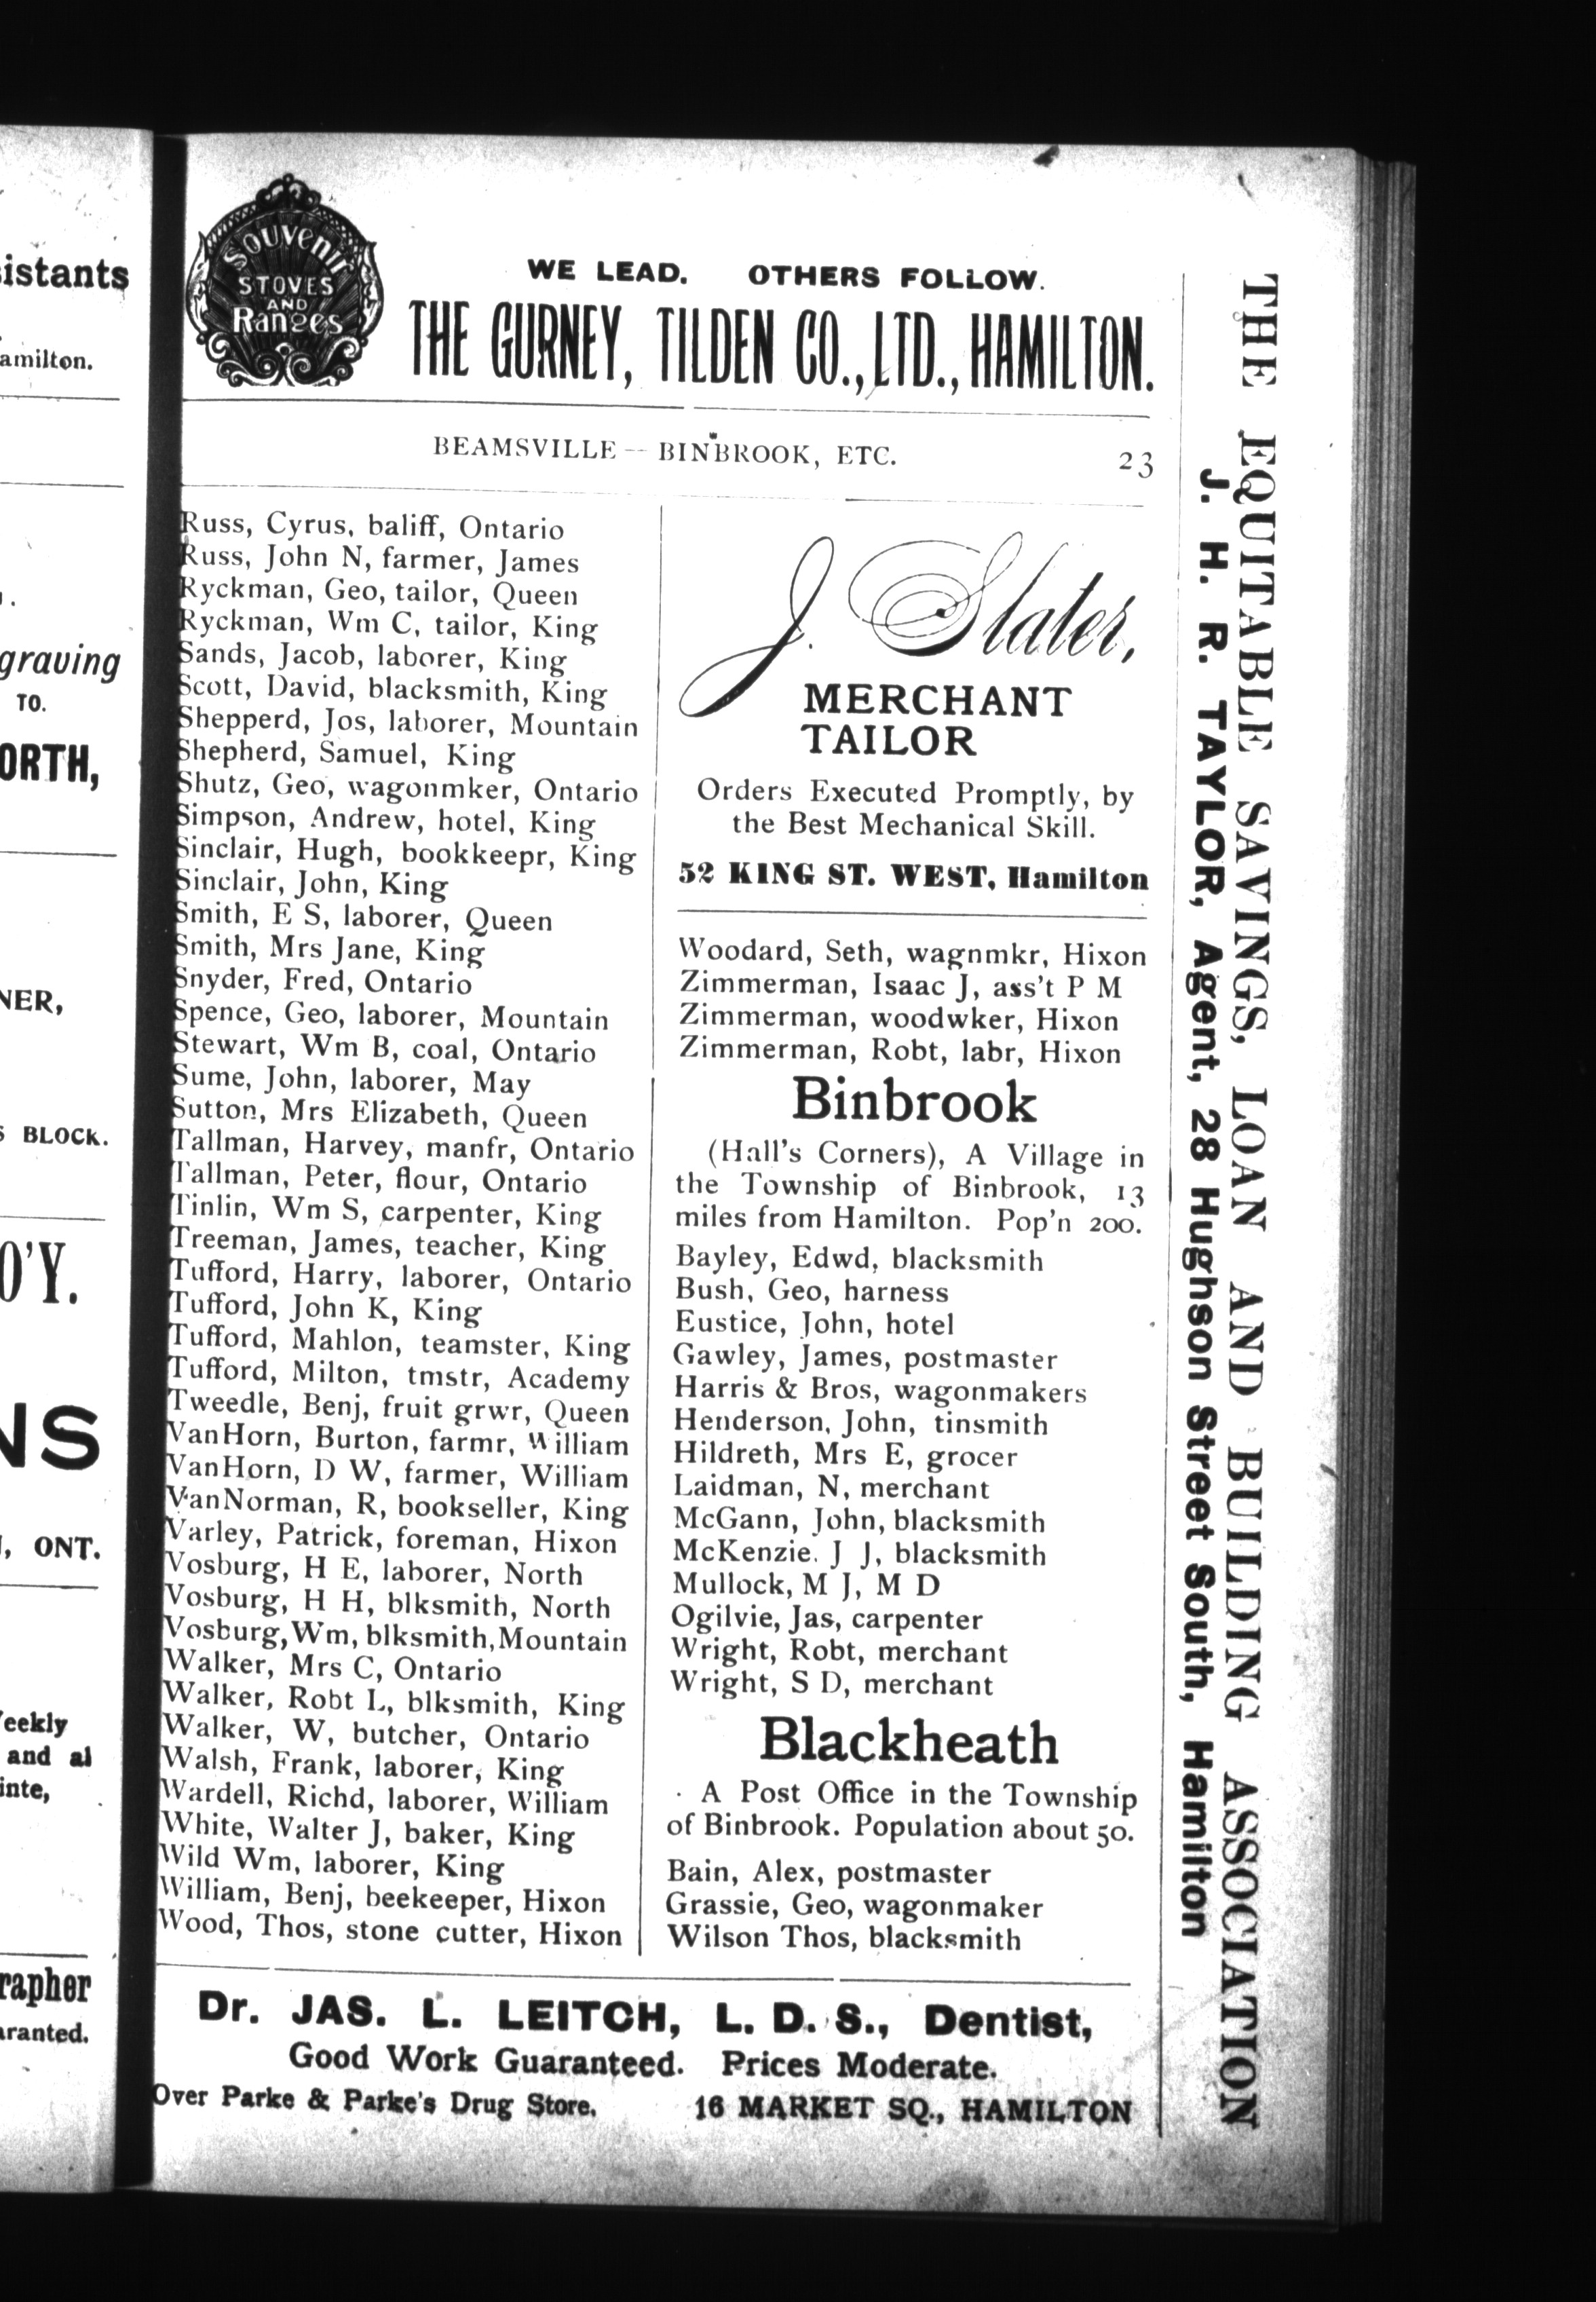 istants
amilton.
graving
TO.
ORTH,
NER,
BLOCK.
O'Y.
NS
, ONT.
eekly
and al
inte,
rapher
ranted.
Souvenir
STOVES
AND
Ranges
WE LEAD. OTHERS FOLLOW.
THE GURNEY, TILDEN CO., LTD., HAMILTON.
BEAMSVILLE — BINBROOK, ETC. 23
Russ, Cyrus, baliff, Ontario
Russ, John N, farmer, James
Ryckman, Geo, tailor, Queen
Ryckman, Wm C, tailor, King
Sands, Jacob, laborer, King
Scott, David, blacksmith, King
Shepperd, Jos, laborer, Mountain
Shepherd, Samuel, King
Shutz, Geo, wagonmker, Ontario
Simpson, Andrew, hotel, King
Sinclair, Hugh, bookkeepr, King
Sinclair, John, King
Smith, E S, laborer, Queen
Smith, Mrs Jane, King
Snyder, Fred, Ontario
Spence, Geo, laborer, Mountain
Stewart, Wm B, coal, Ontario
Sume, John, laborer, May
Sutton, Mrs Elizabeth, Queen
Tallman, Harvey, manfr, Ontario
Tallman, Peter, flour, Ontario
Tinlin, Wm S, carpenter, King
Treeman, James, teacher, King
Tufford, Harry, laborer, Ontario
Tufford, John K, King
Tufford, Mahlon, teamster, King
Tufford, Milton, tmstr, Academy
Tweedle, Benj, fruit grwr, Queen
VanHorn, Burton, farmr, William
VanHorn, D W, farmer, William
VanNorman, R, bookseller, King
Varley, Patrick, foreman, Hixon
Vosburg, H E, laborer, North
Vosburg, H H, blksmith, North
Vosburg, Wm, blksmith, Mountain
Walker, Mrs C, Ontario
Walker, Robt L, blksmith, King
Walker, W, butcher, Ontario
Walsh, Frank, laborer, King
Wardell, Richd, laborer, William
White, Walter J, baker, King
Wild Wm, laborer, King
William, Benj, beekeeper, Hixon
Wood, Thos, stone cutter, Hixon
J. Slater,
MERCHANT
TAILOR
Orders Executed Promptly, by
the Best Mechanical Skill.
52 KING ST. WEST, Hamilton
Woodard, Seth, wagnmkr, Hixon
Zimmerman, Isaac J, ass't P M
Zimmerman, woodwker, Hixon
Zimmerman, Robt, labr, Hixon
Binbrook
(Hall's Corners), A Village in
the Township of Binbrook, 13
miles from Hamilton. Pop'n 200.
Bayley, Edwd, blacksmith
Bush, Geo, harness
Eustice, John, hotel
Gawley, James, postmaster
Harris & Bros, wagonmakers
Henderson, John, tinsmith
Hildreth, Mrs E, grocer
Laidman, N, merchant
McGann, John, blacksmith
McKenzie. J J, blacksmith
Mullock, M J, M D
Ogilvie, Jas, carpenter
Wright, Robt, merchant
Wright, S D, merchant
Blackheath
A Post Office in the Township
of Binbrook. Population about 50.
Bain, Alex, postmaster
Grassie, Geo, wagonmaker
Wilson Thos, blacksmith
Dr. JAS. L. LEITCH, L. D. S., Dentist,
Good Work Guaranteed. Prices Moderate.
Over Parke & Parke's Drug Store. 16 MARKET SQ., HAMILTON
THE EQUITABLE SAVINGS, LOAN AND BUILDING ASSOCIATION
J. H. R. TAYLOR, Agent, 28 Hughson Street South, Hamilton